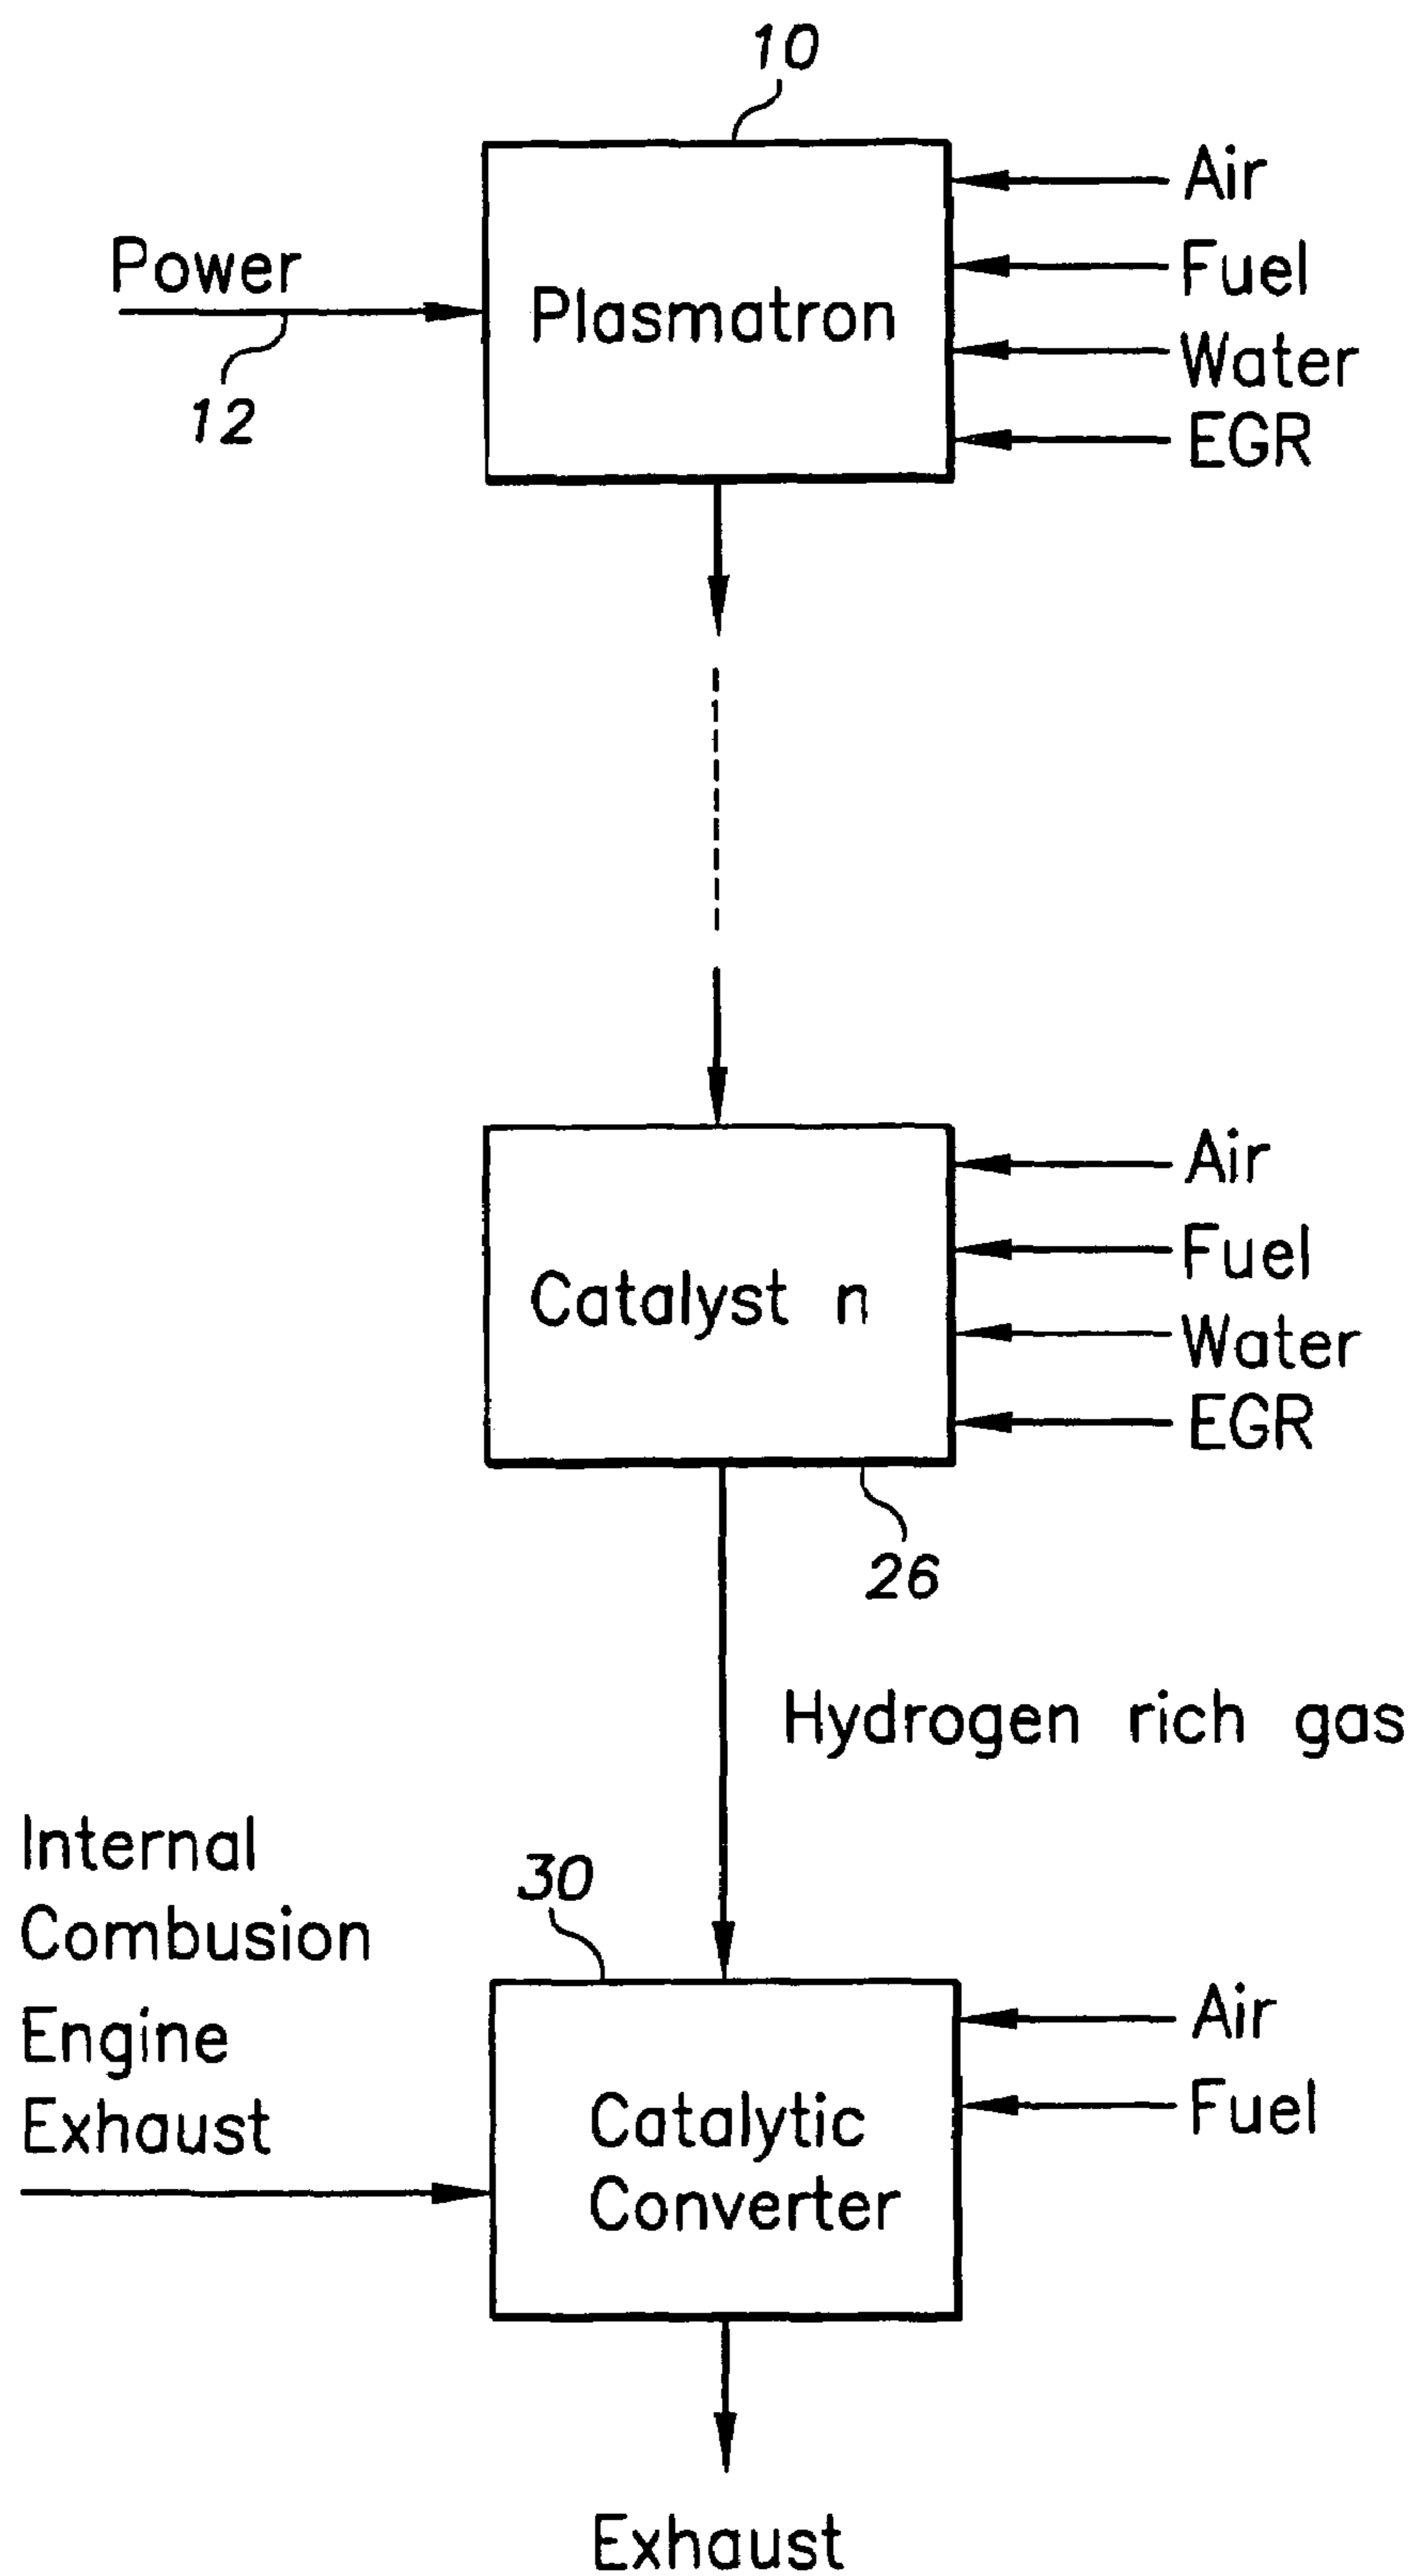 10
Air
Power
Fuel
Plasmatron
Water
12
EGR
Air
Fuel
Catalyst n
Water
EGR
26
Hydrogen rich gas
Internal
Combusion
Engine
Exhaust
30
Air
Fuel
Catalytic
Converter
Exhaust